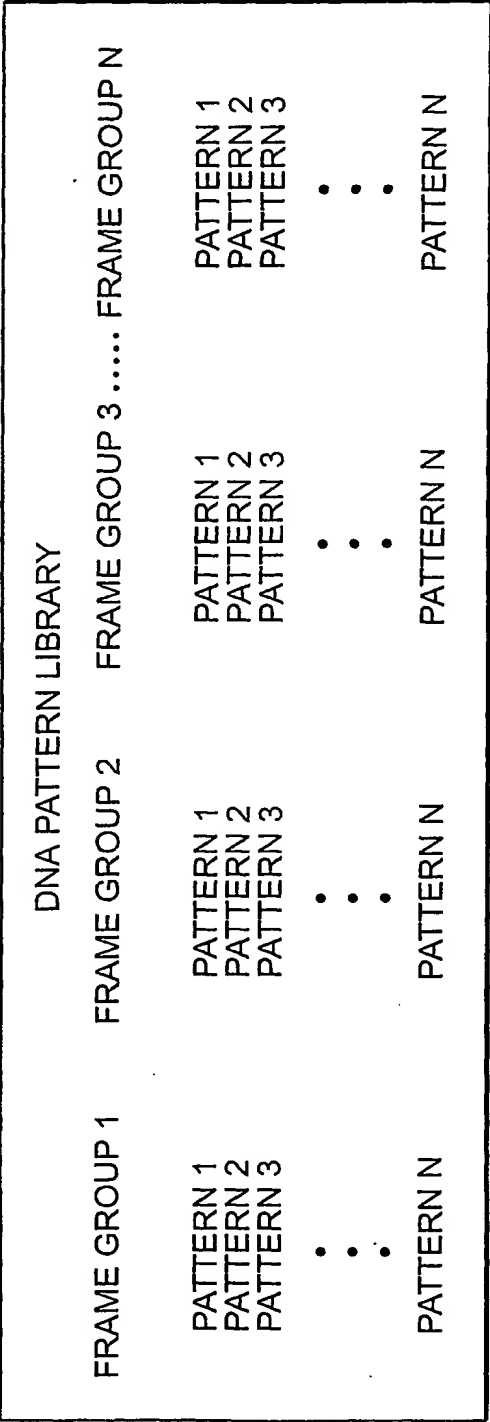 DNA PATTERN LIBRARY
FRAME GROUP 1 FRAME GROUP 2 FRAME GROUP 3 ..... FRAME GROUP N
PATTERN 1 PATTERN 1 PATTERN 1 PATTERN 1
PATTERN 2 PATTERN 2 PATTERN 2 PATTERN 2
PATTERN 3 PATTERN 3 PATTERN 3 PATTERN 3
PATTERN N PATTERN N PATTERN N PATTERN N